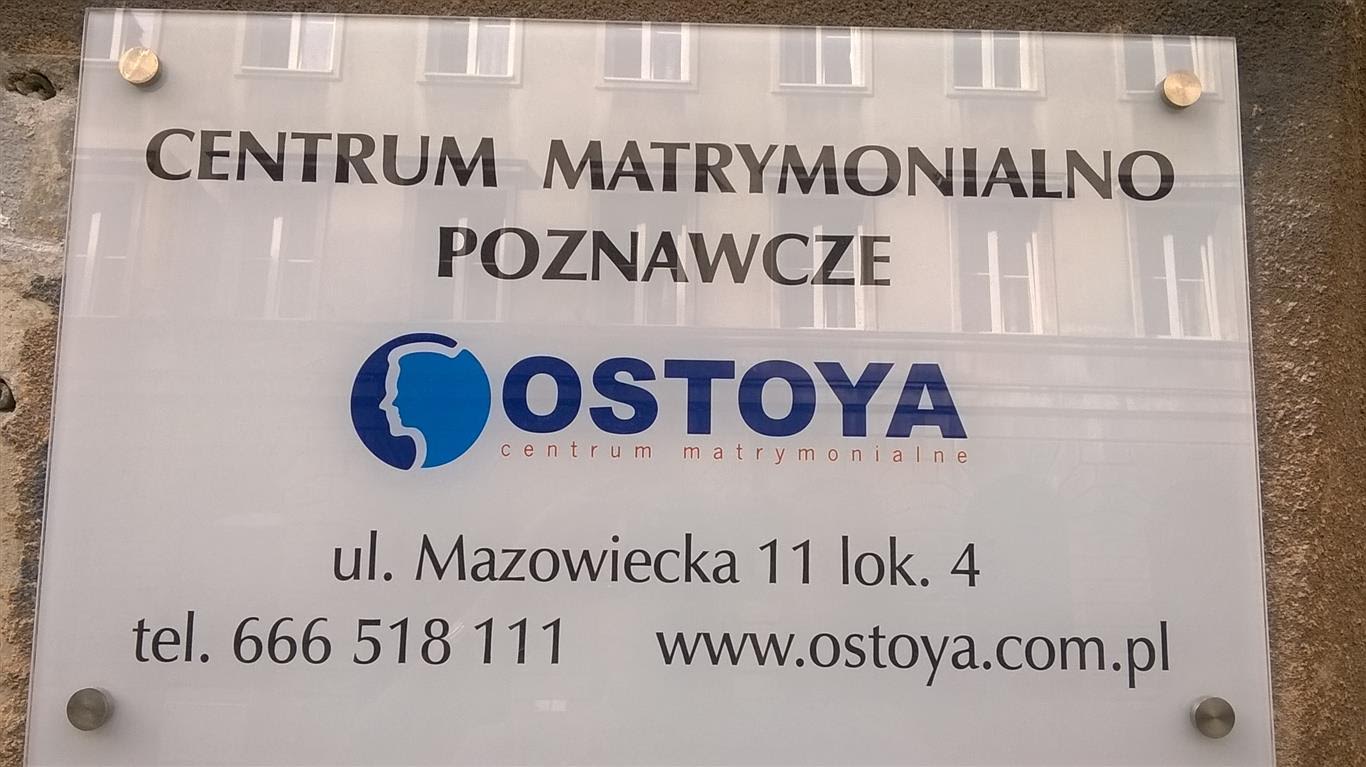 CENTRUM MATRYMONIALNO
POZNAWCZE
OSTOYA
centrum matrymonialne
ul. Mazowiecka 11 lok. 4
tel. 666 518 111 www.ostoya.com.pl